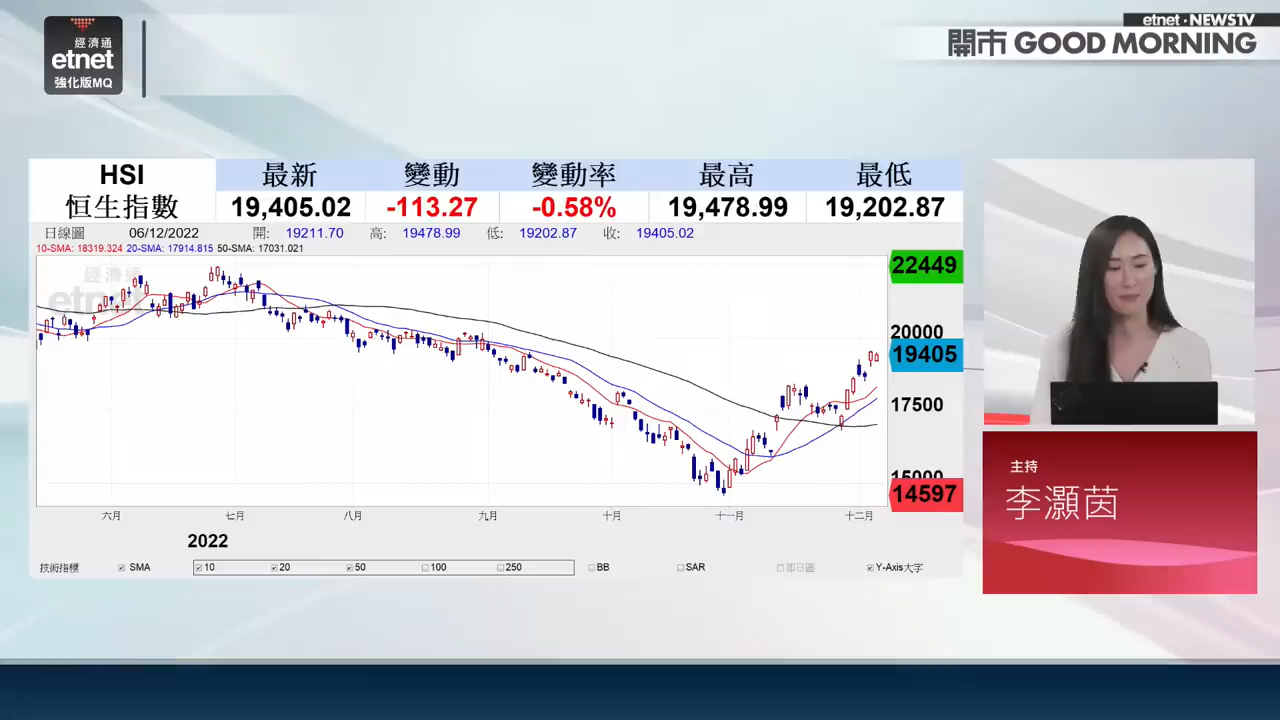 經濟通
etnet
強化版MQ
etnet · NEWSTV
開市 GOOD MORNING
HSI 最新 變動 變動率 最高 最低
恒生指數 19,405.02 -113.27 -0.58% 19,478.99 19,202.87
日線圖 06/12/2022 開: 19211.70 高: 19478.99 低: 19202.87 收: 19405.02
10-SMA: 18319.324 20-SMA: 17914.815 50-SMA: 17031.021
經濟通
etnet
22449
20000
19405
17500
15000
14597
六月 七月 八月 九月 十月 十一月 十二月
2022
技術指標 SMA 10 20 50 100 250 BB SAR 即日圖 Y-Axis大字
主持
李灝茵